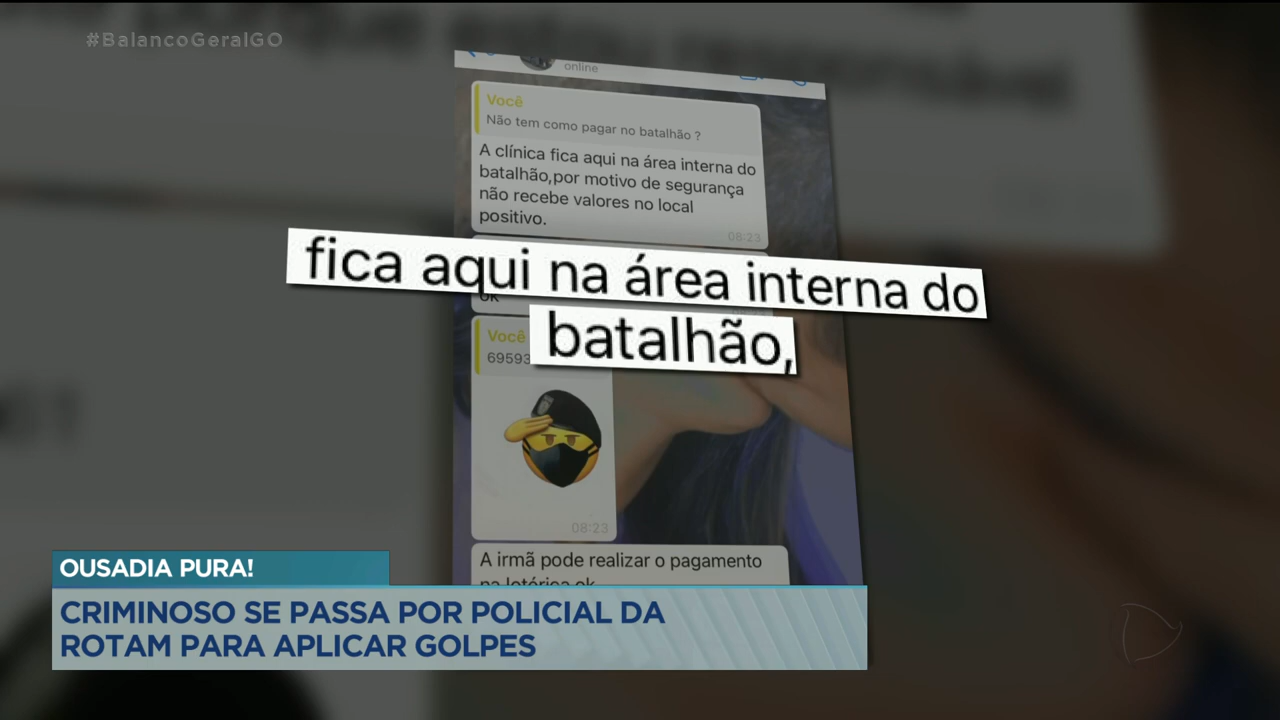 #BalancoGeralGO
online
Você
Não tem como pagar no batalhão ?
A clínica fica aqui na área interna do
batalhão,por motivo de segurança
não recebe valores no local
positivo.
08:23
fica aqui na área interna do
batalhão,
ok
Você
69593
08:23
A irmã pode realizar o pagamento
na lotérica ok
OUSADIA PURA!
CRIMINOSO SE PASSA POR POLICIAL DA
ROTAM PARA APLICAR GOLPES